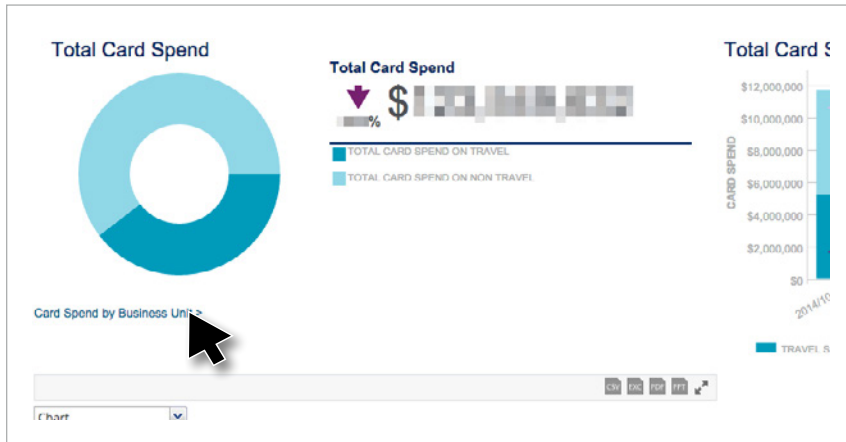 Total Card Spend
Total Card Spend
%
$
TOTAL CARD SPEND ON TRAVEL
TOTAL CARD SPEND ON NON TRAVEL
Card Spend by Business Unit >
Total Card S
$12,000,000
$10,000,000
$8,000,000
$6,000,000
$4,000,000
$2,000,000
$0
CARD SPEND
2014/10
TRAVEL S
CSV EXC PDF PPT
Chart